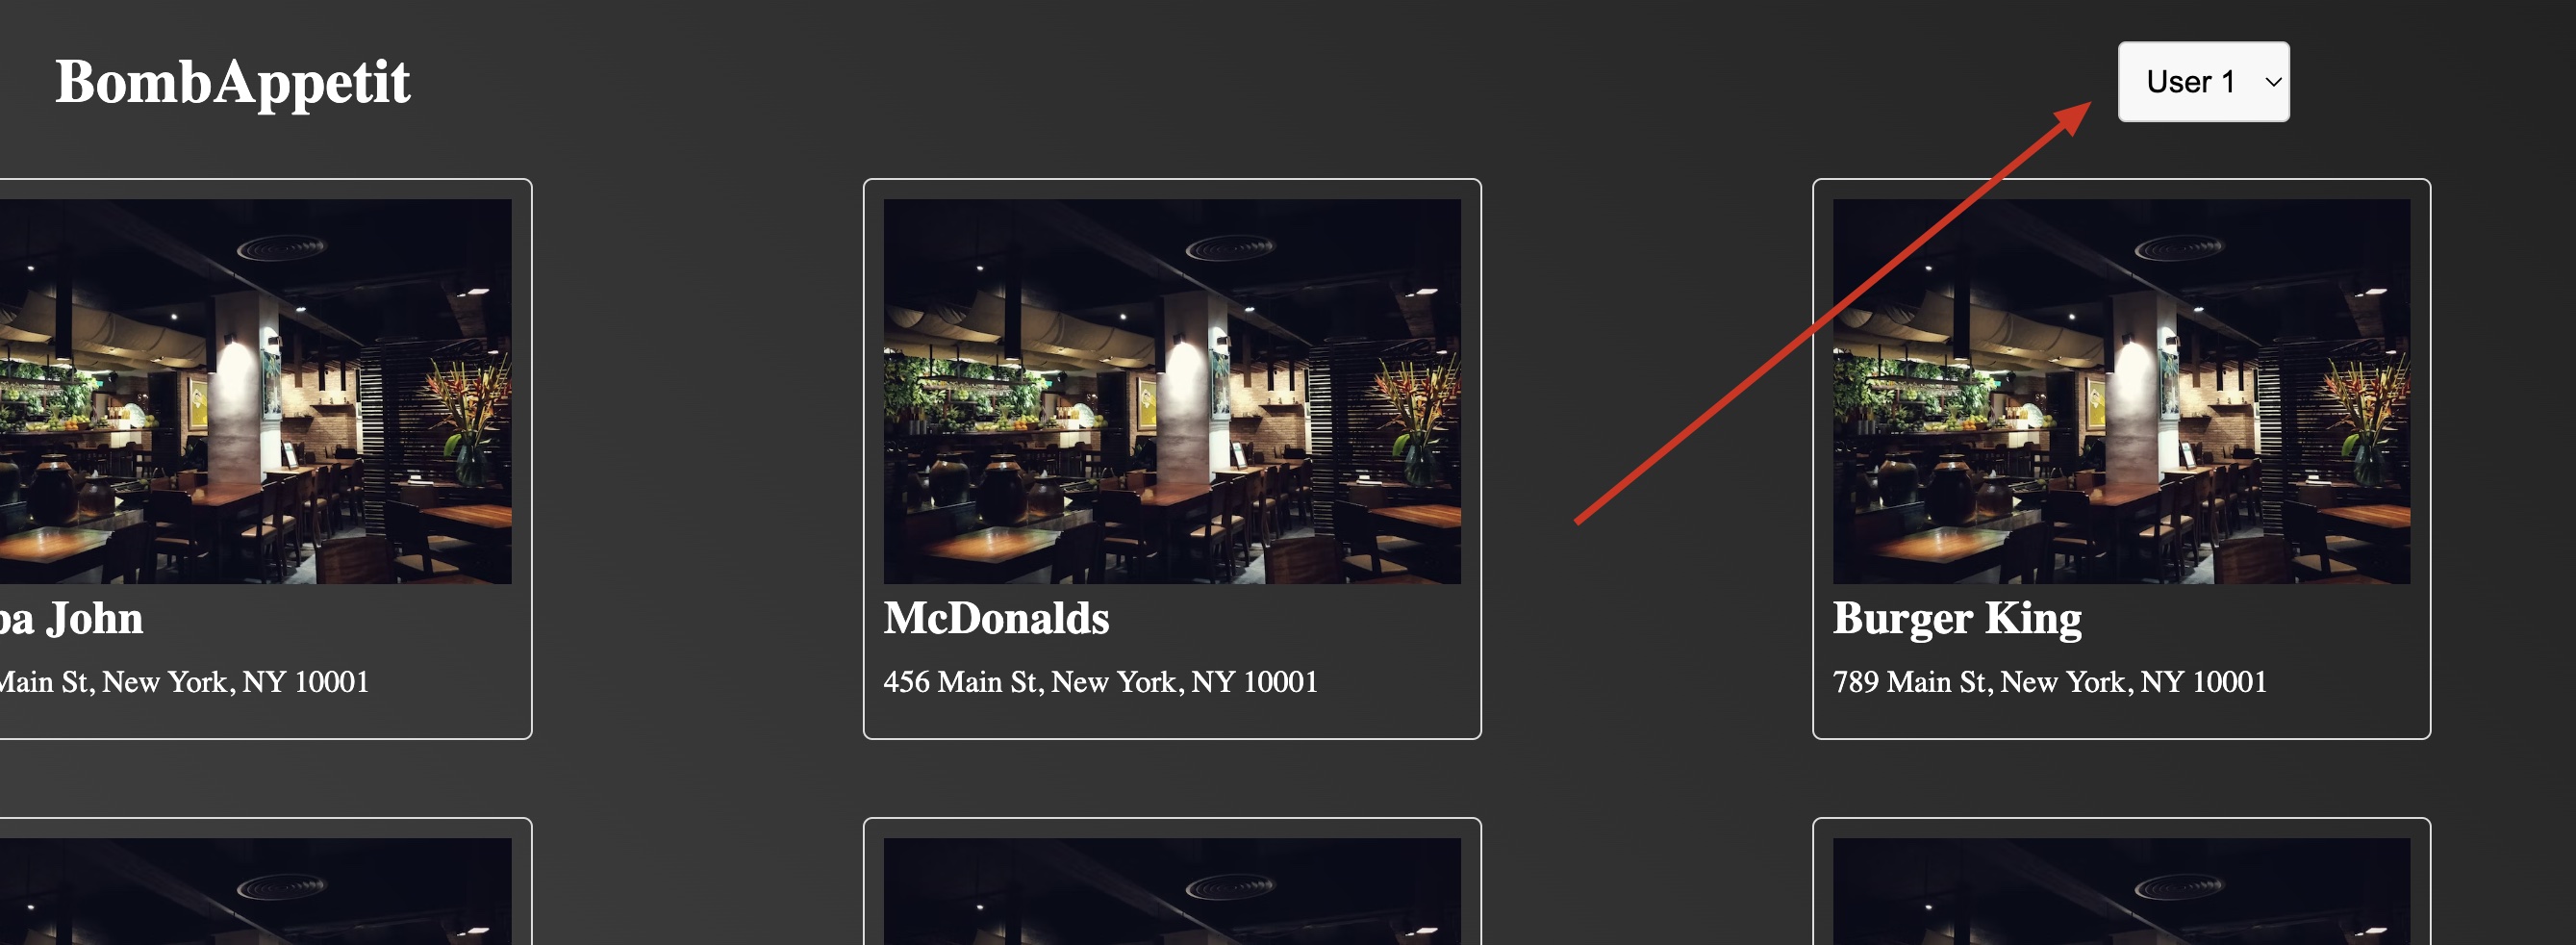 BombAppetit
User 1
pa John
McDonalds
Burger King
Main St, New York, NY 10001
456 Main St, New York, NY 10001
789 Main St, New York, NY 10001